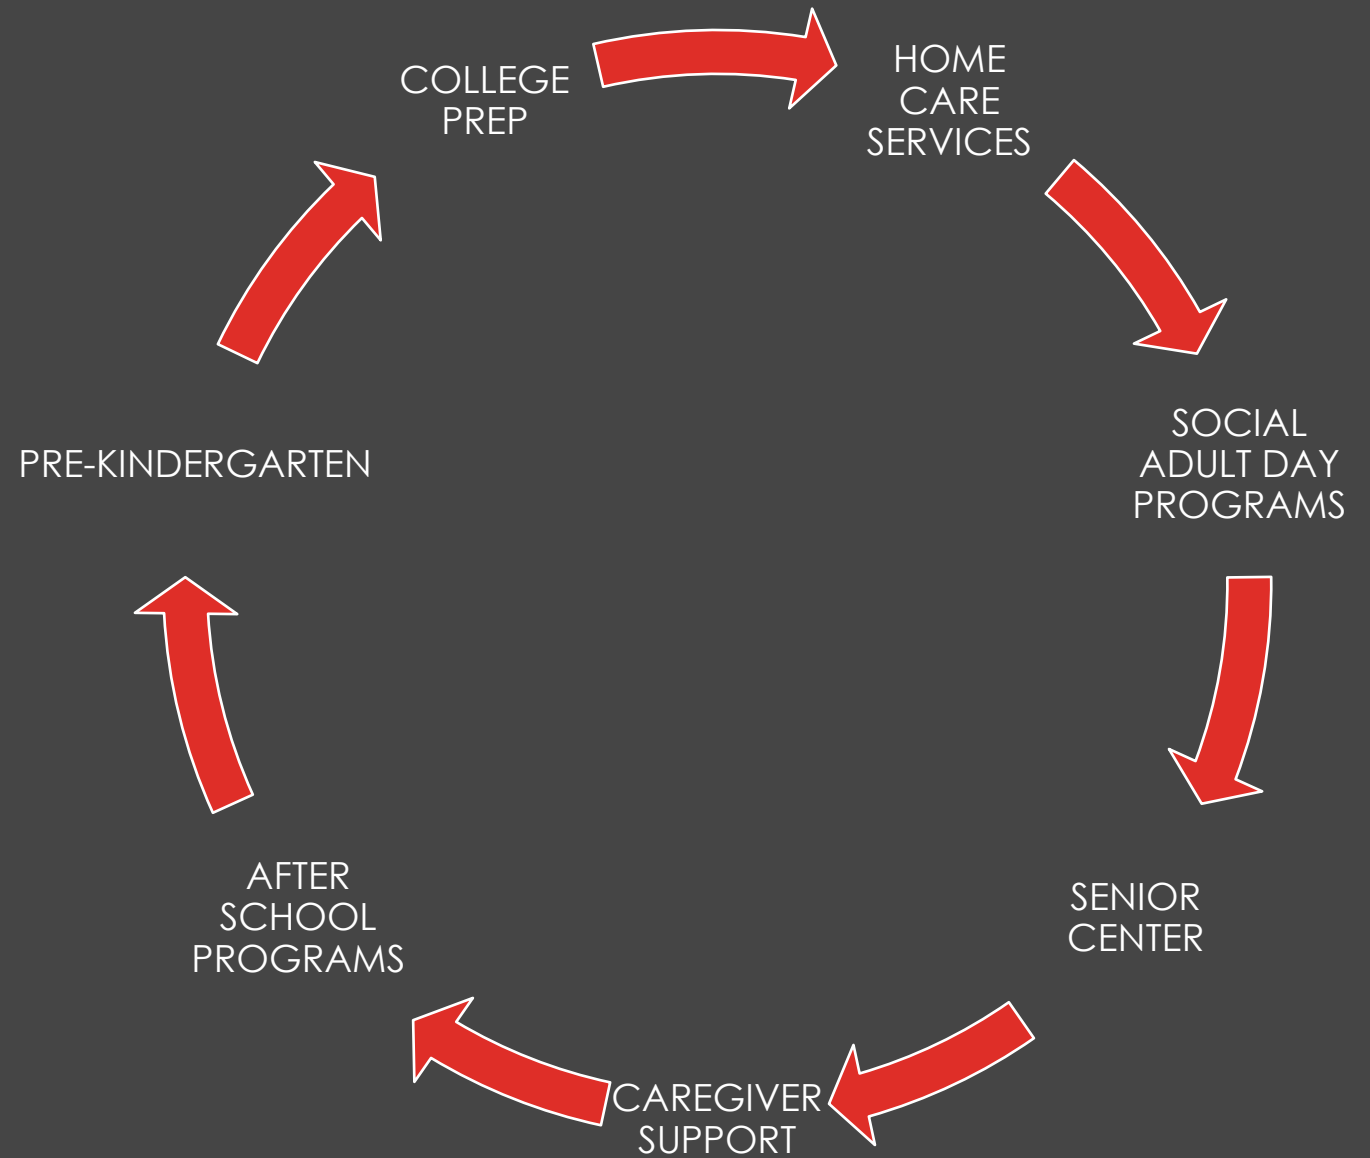 COLLEGE
PREP
HOME
CARE
SERVICES
SOCIAL
ADULT DAY
PROGRAMS
SENIOR
CENTER
CAREGIVER
SUPPORT
AFTER
SCHOOL
PROGRAMS
PRE-KINDERGARTEN